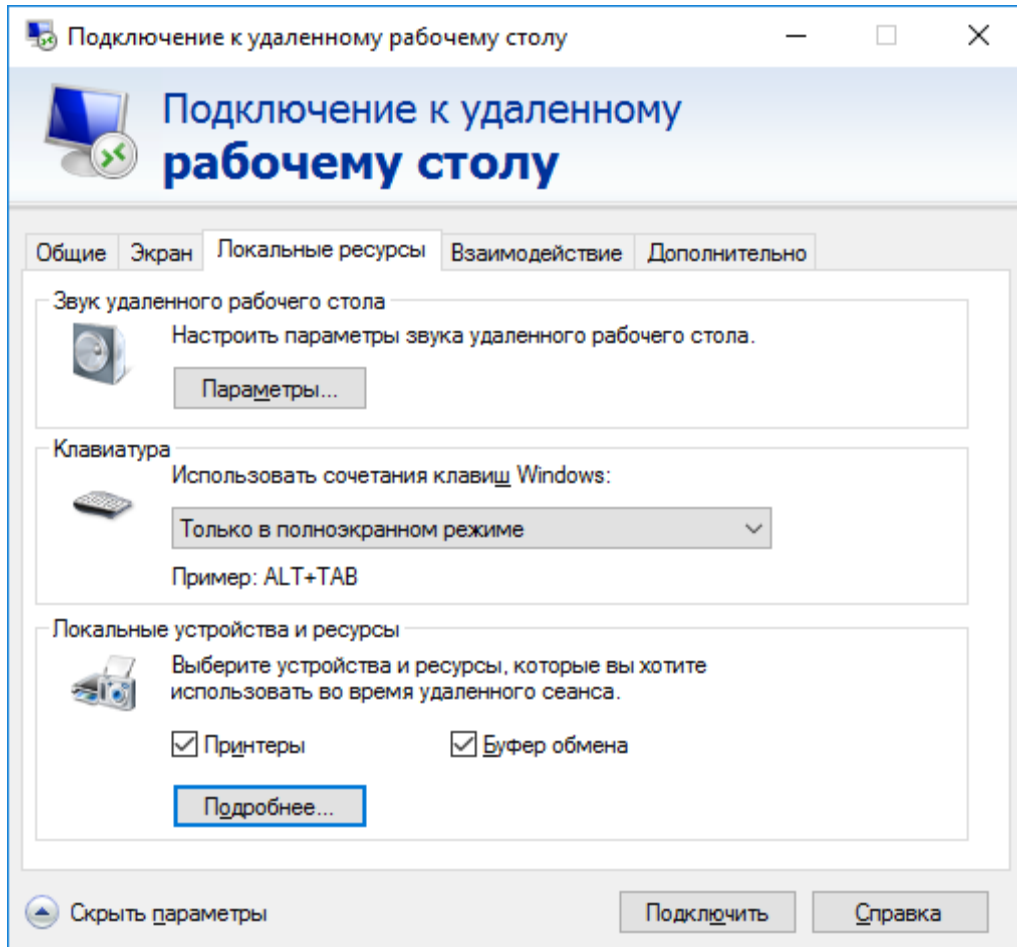 Подключение к удаленному рабочему столу
Подключение к удаленному
рабочему столу
Общие Экран Локальные ресурсы Взаимодействие Дополнительно
Звук удаленного рабочего стола
Настроить параметры звука удаленного рабочего стола.
Параметры...
Клавиатура
Использовать сочетания клавиш Windows:
Только в полноэкранном режиме
Пример: ALT+TAB
Локальные устройства и ресурсы
Выберите устройства и ресурсы, которые вы хотите
использовать во время удаленного сеанса.
Принтеры Буфер обмена
Подробнее...
Скрыть параметры Подключить Справка